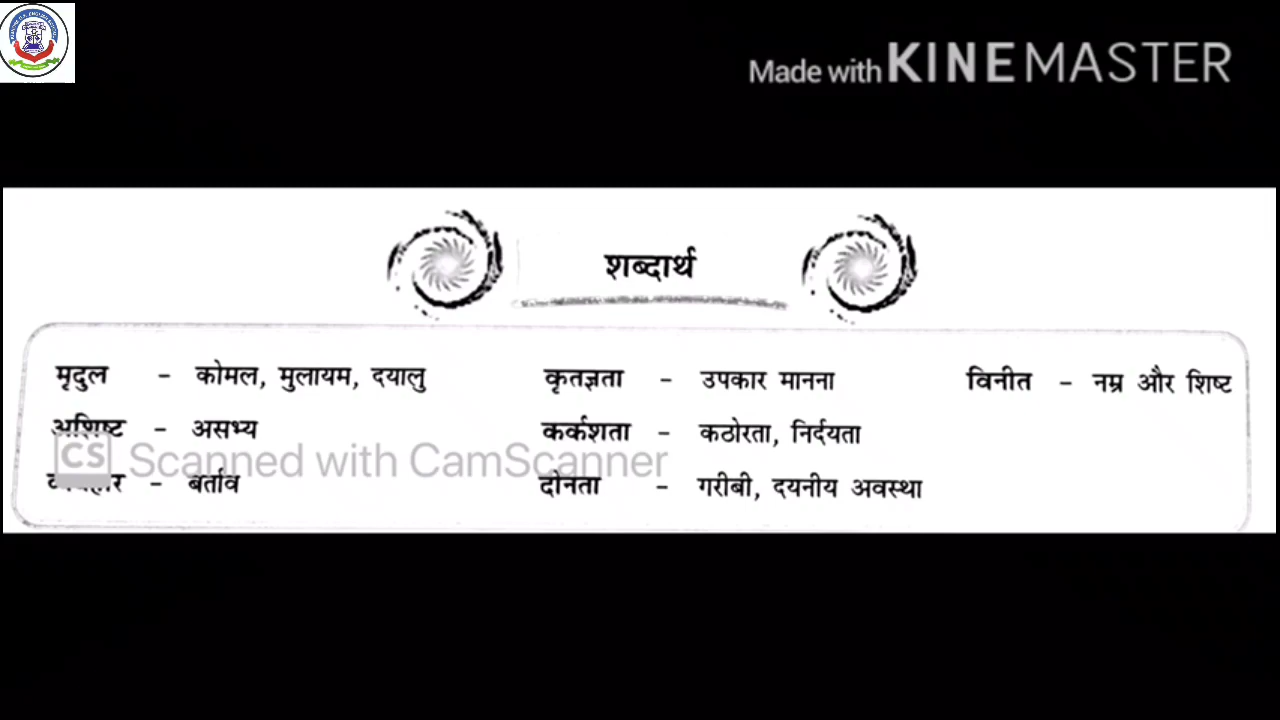 Made with KINEMASTER
शब्दार्थ
मृदुल - कोमल, मुलायम, दयालु कृतज्ञता - उपकार मानना विनीत - नम्र और शिष्ट
अशिष्ट - असभ्य कर्कशता - कठोरता, निर्दयता
CS Scanned with CamScanner
- बर्ताव दीनता - गरीबी, दयनीय अवस्था